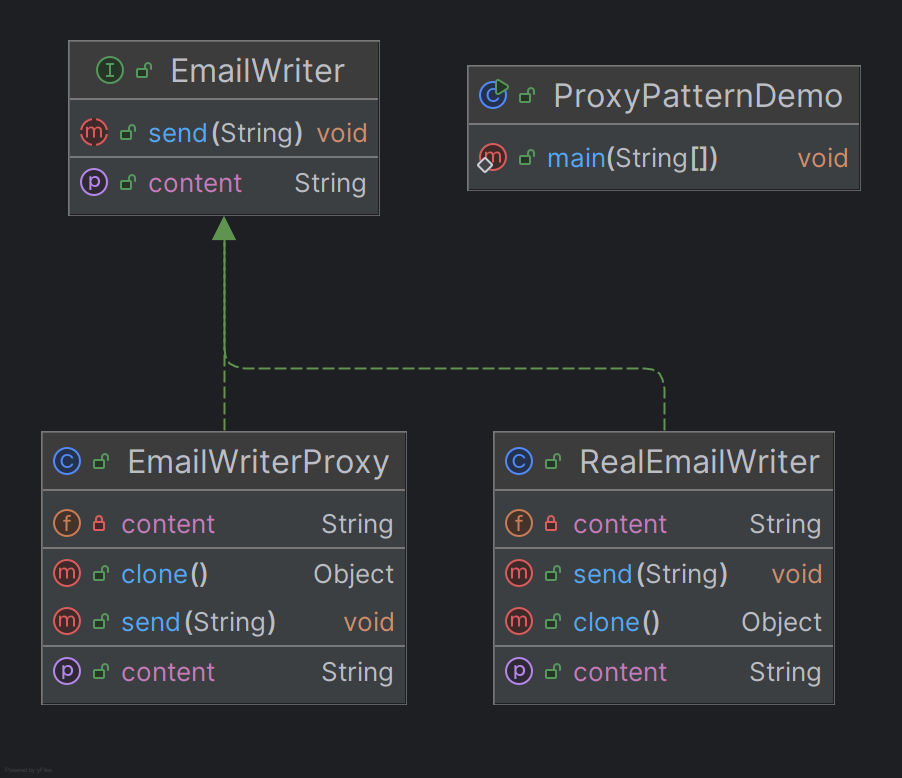 EmailWriter
send(String) void
content String
ProxyPatternDemo
main(String[]) void
EmailWriterProxy
content String
clone() Object
send(String) void
content String
RealEmailWriter
content String
send(String) void
clone() Object
content String
Powered by yFiles